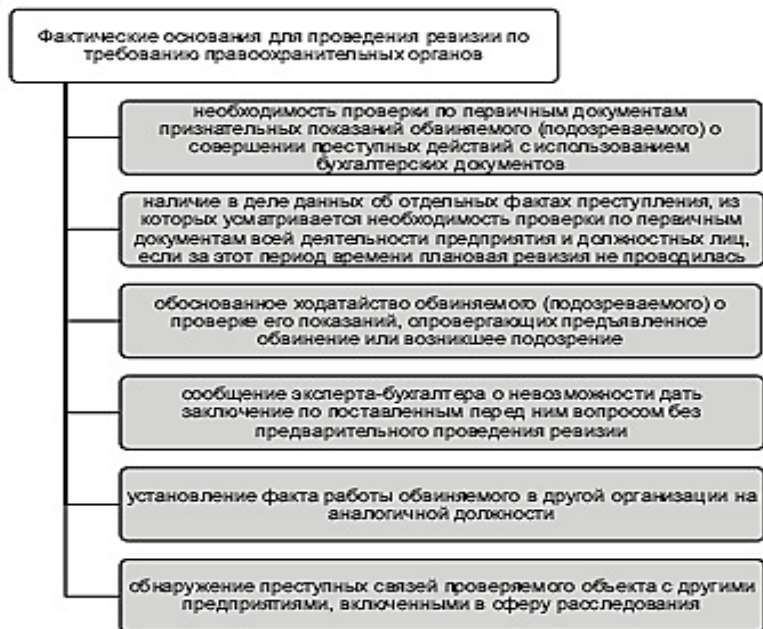 Фактические основания для проведения ревизии по
требованию правоохранительных органов
необходимость проверки по первичным документам
признательных показаний обвиняемого (подозреваемого) о
совершении преступных действий с использованием
бухгалтерских документов
наличие в деле данных об отдельных фактах преступления, из
которых усматривается необходимость проверки по первичным
документам всей деятельности предприятия и должностных лиц,
если за этот период времени плановая ревизия не проводилась
обоснованное ходатайство обвиняемого (подозреваемого) о
проверке его показаний, опровергающих предъявленное
обвинение или возникшее подозрение
сообщение эксперта-бухгалтера о невозможности дать
заключение по поставленным перед ним вопросом без
предварительного проведения ревизии
установление факта работы обвиняемого в другой организации на
аналогичной должности
обнаружение преступных связей проверяемого объекта с другими
предприятиями, включенными в сферу расследования